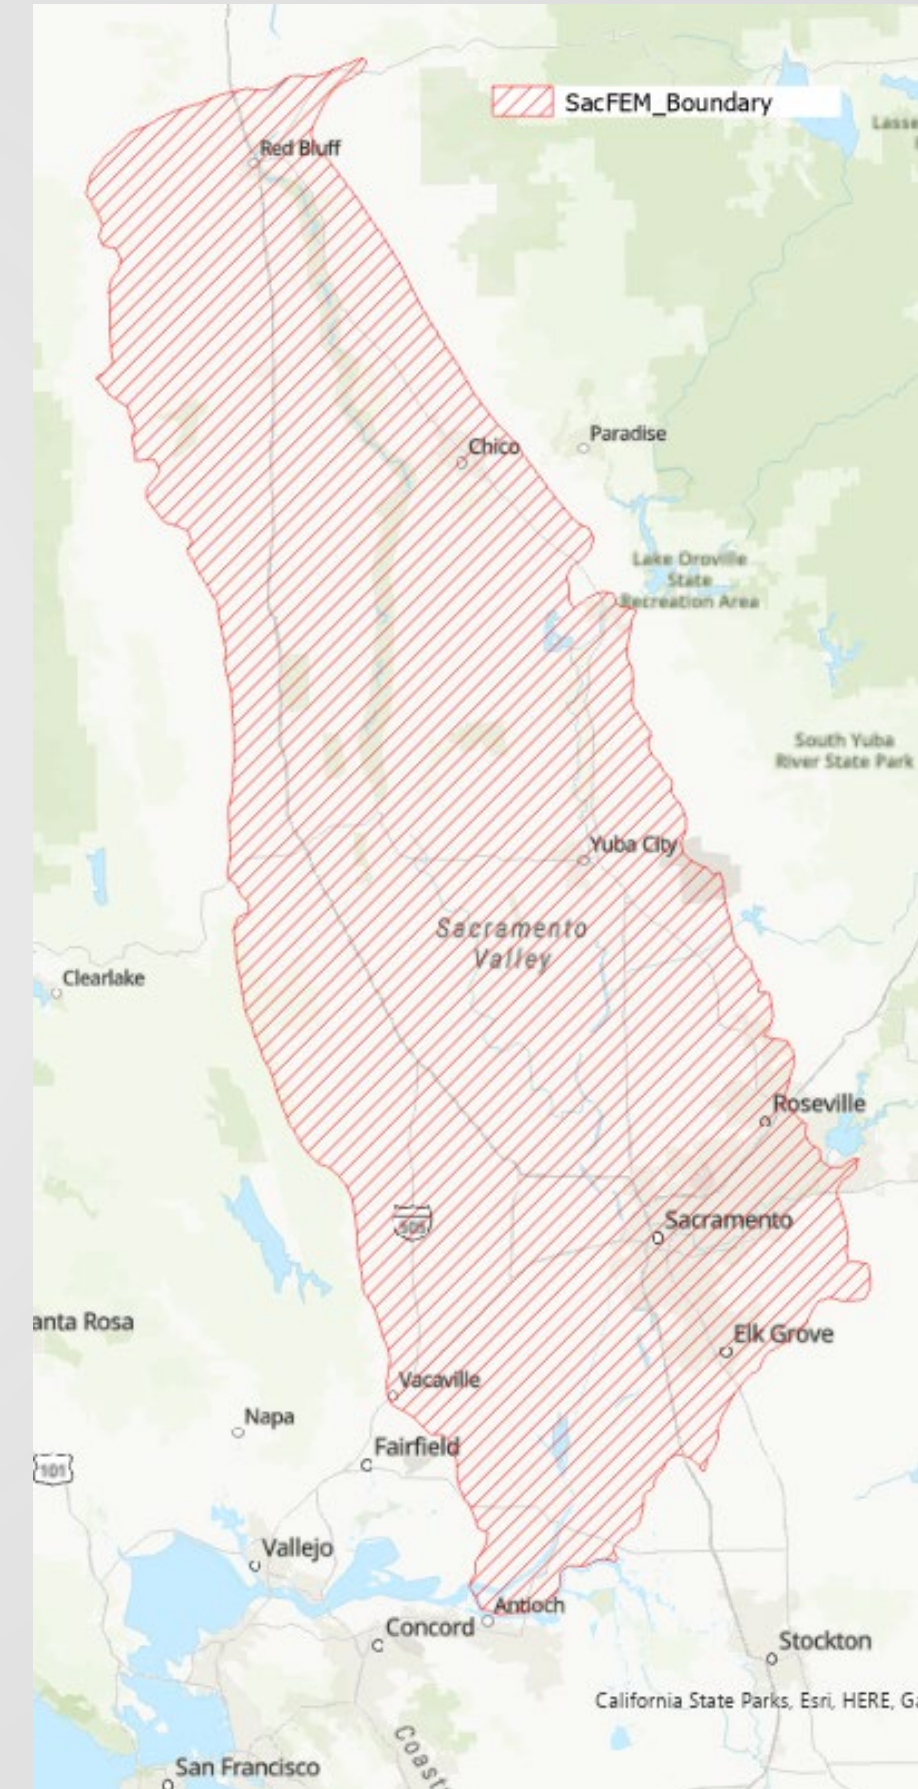 SacFEM_Boundary
Lasse
Red Bluff
Paradise
Chico
Lake Oroville
State
Recreation Area
South Yuba
River State Park
Yuba City
Sacramento
Valley
Clearlake
Roseville
505
Sacramento
anta Rosa
Elk Grove
Vacaville
Napa
Fairfield
101
Vallejo
Antioch
Concord
Stockton
California State Parks, Esri, HERE, Ga
Coast
San Francisco